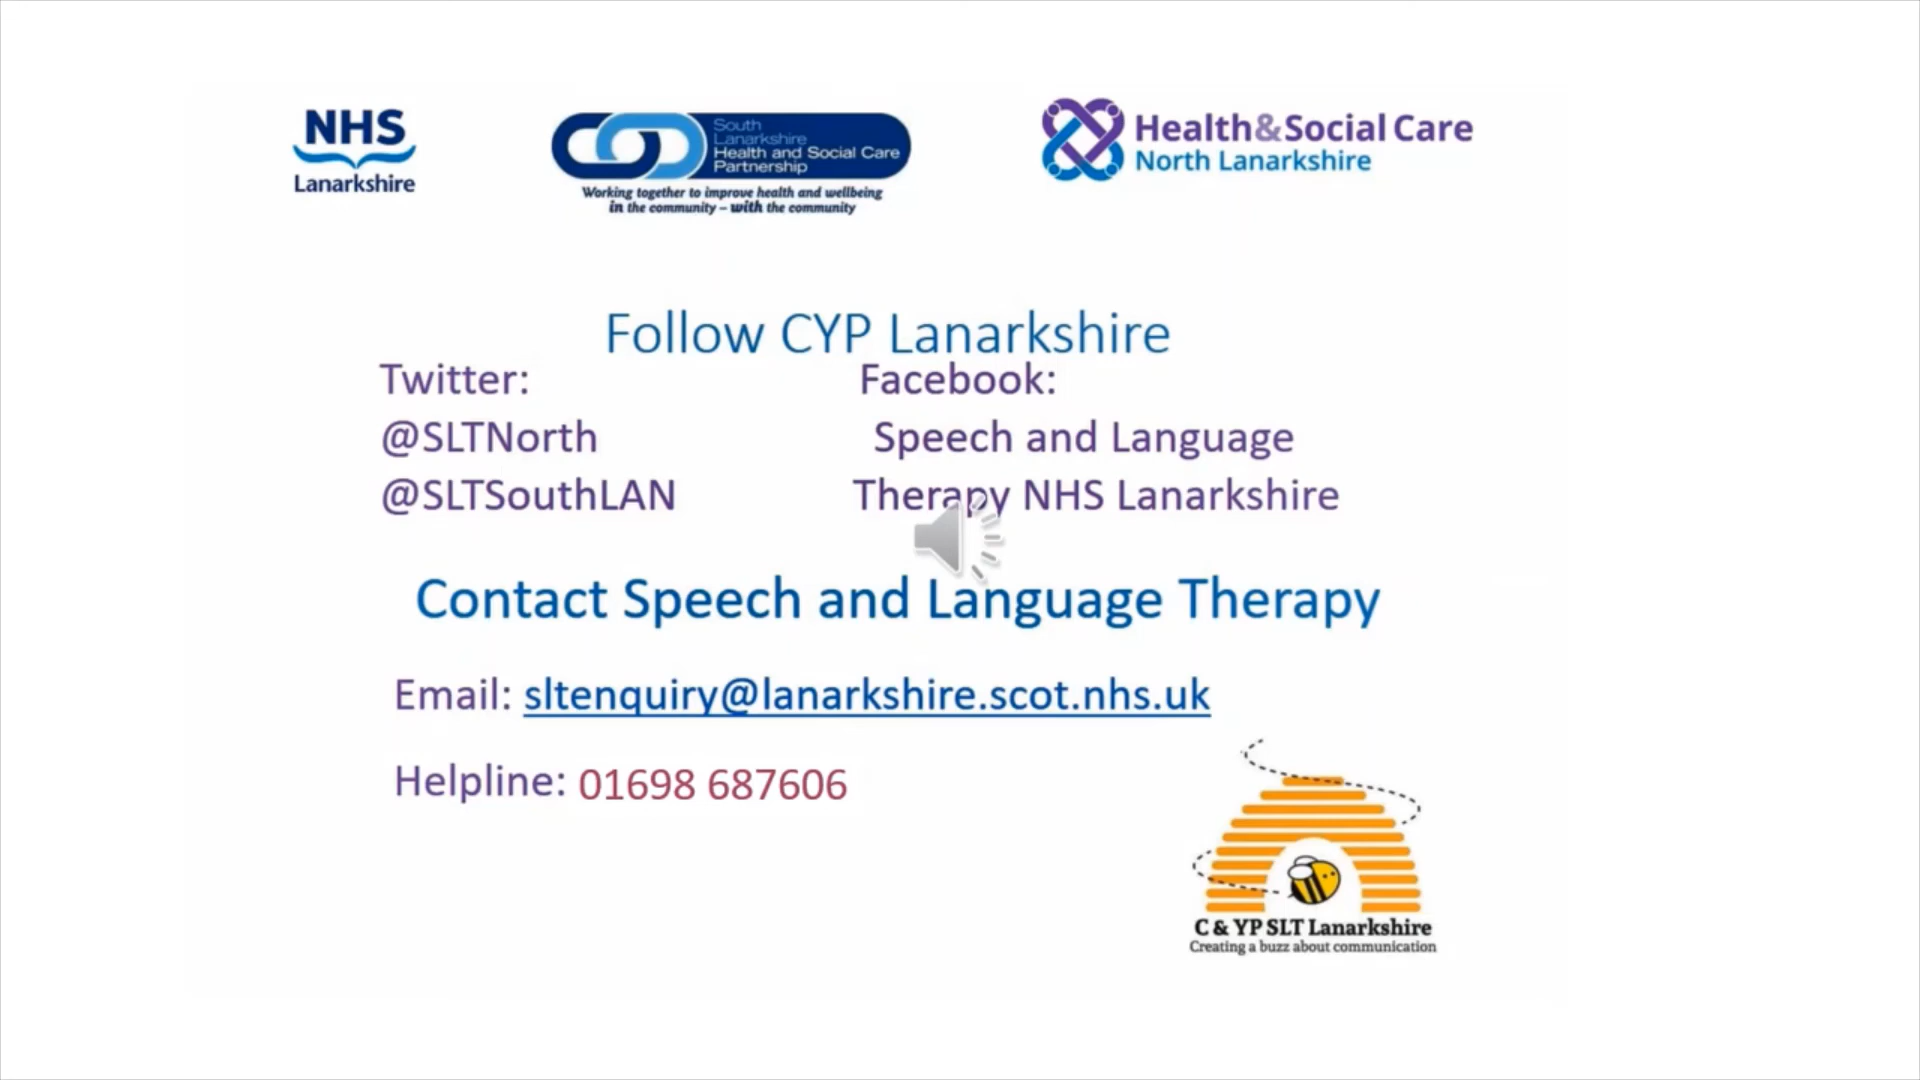 NHS
Lanarkshire
South
Lanarkshire
Health and Social Care
Partnership
Working together to improve health and wellbeing
in the community – with the community
Health&Social Care
North Lanarkshire
Follow CYP Lanarkshire
Twitter:
@SLTNorth
@SLTSouthLAN
Facebook:
Speech and Language
Therapy NHS Lanarkshire
Contact Speech and Language Therapy
Email: sltenquiry@lanarkshire.scot.nhs.uk
Helpline: 01698 687606
C & YP SLT Lanarkshire
Creating a buzz about communication